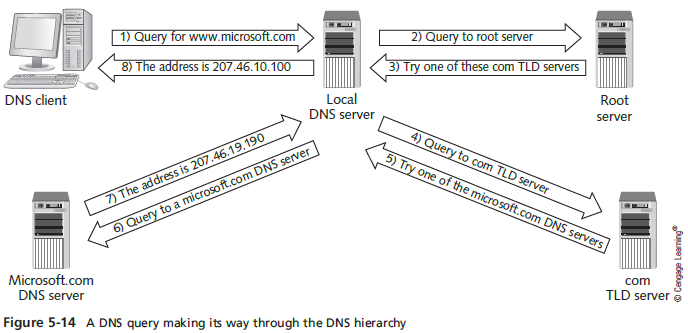 1) Query for www.microsoft.com
2) Query to root server
8) The address is 207.46.10.100
3) Try one of these com TLD servers
DNS client
Local
DNS server
Root
server
4) Query to com TLD server
5) Try one of the microsoft.com DNS servers
7) The address is 207.46.19.190
6) Query to a microsoft.com DNS server
Microsoft.com
DNS server
com
TLD server
© Cengage Learning®
Figure 5-14 A DNS query making its way through the DNS hierarchy